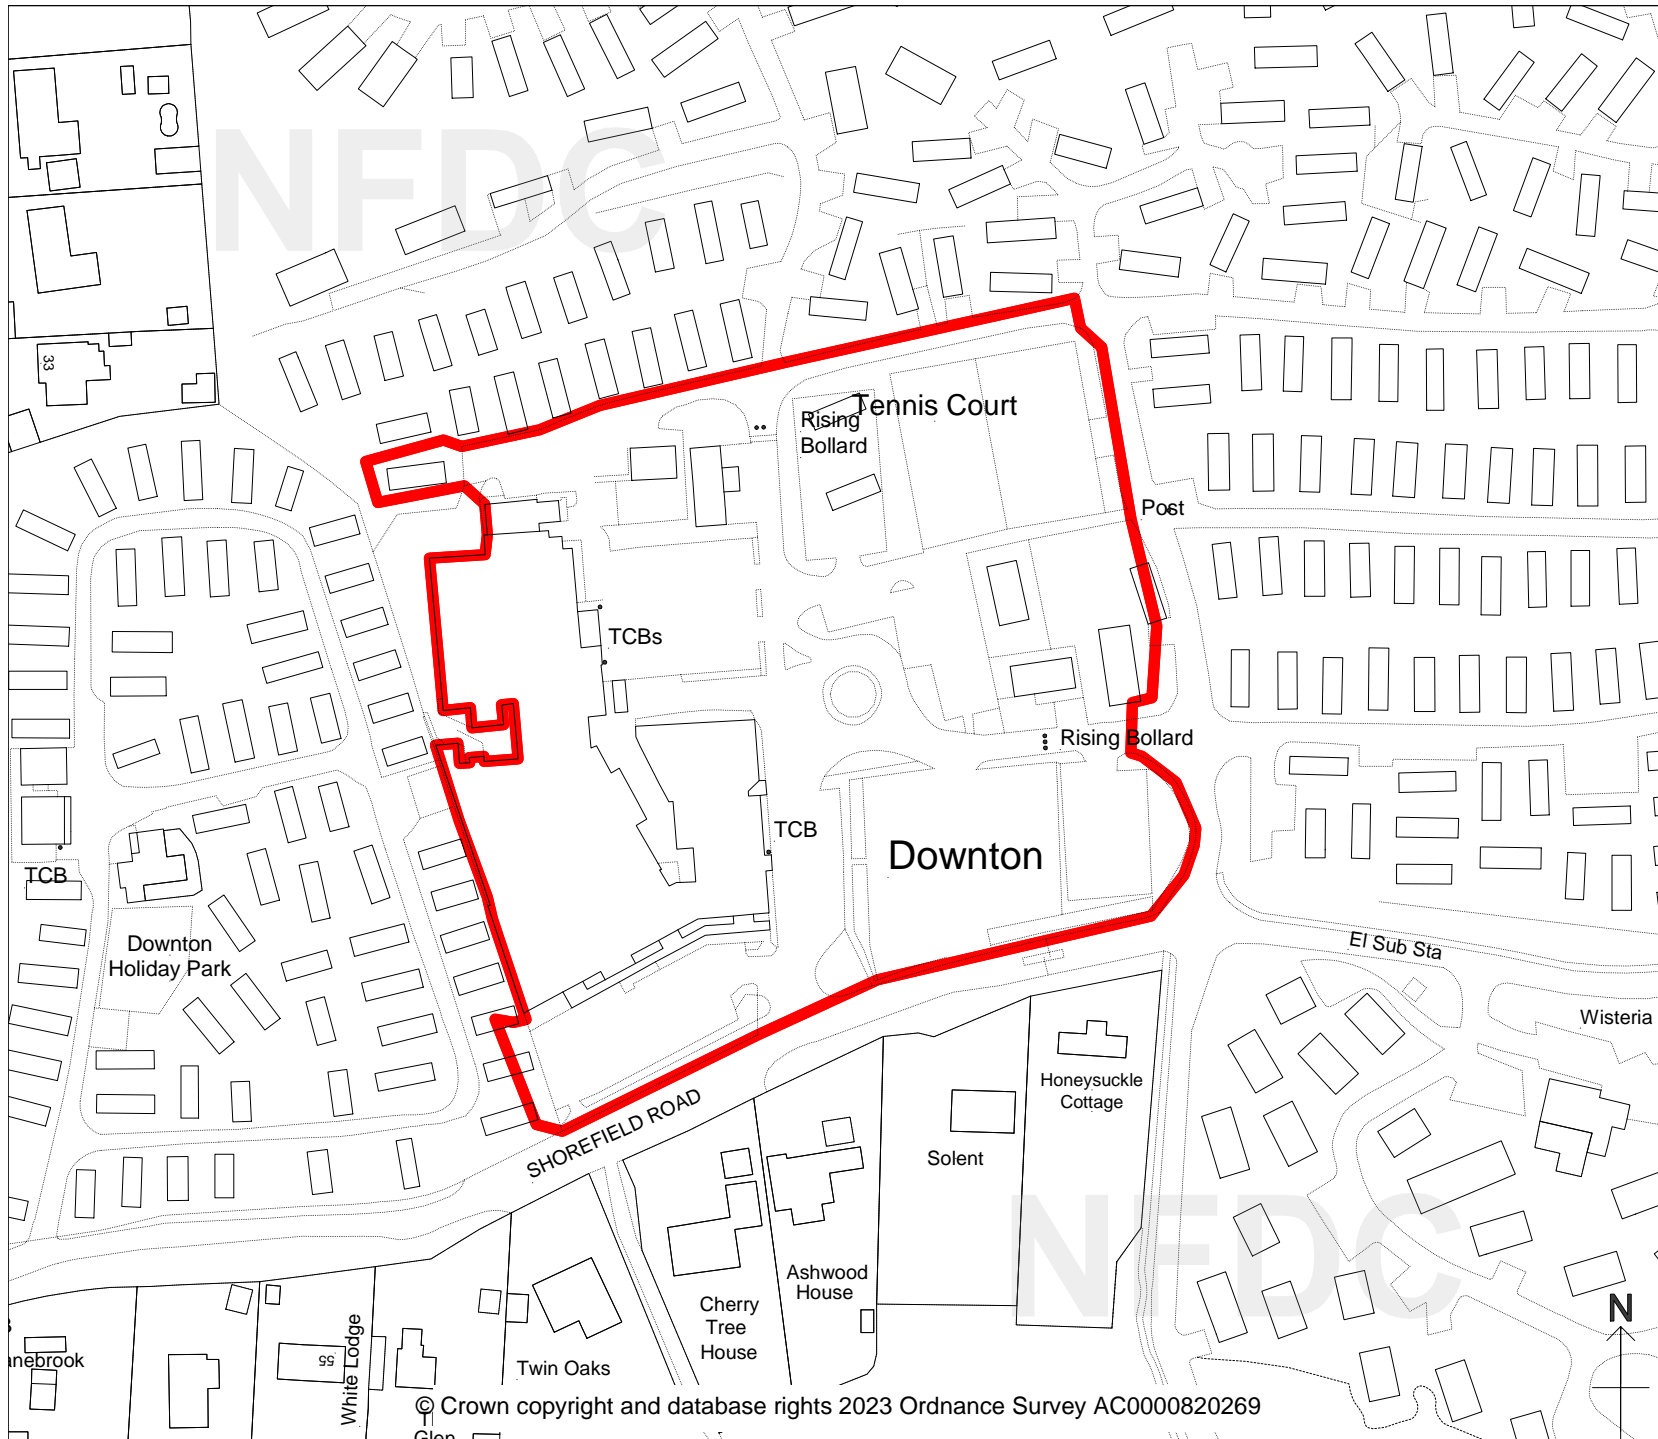 NFDC
33
Tennis Court
Rising
Bollard
Post
TCBs
Rising Bollard
TCB
Downton
TCB
Downton
Holiday Park
El Sub Sta
Wisteria
Honeysuckle
Cottage
SHOREFIELD ROAD
Solent
NFDC
Ashwood
House
Cherry
Tree
House
N
White Lodge
55
Twin Oaks
anebrook
© Crown copyright and database rights 2023 Ordnance Survey AC0000820269
Glen